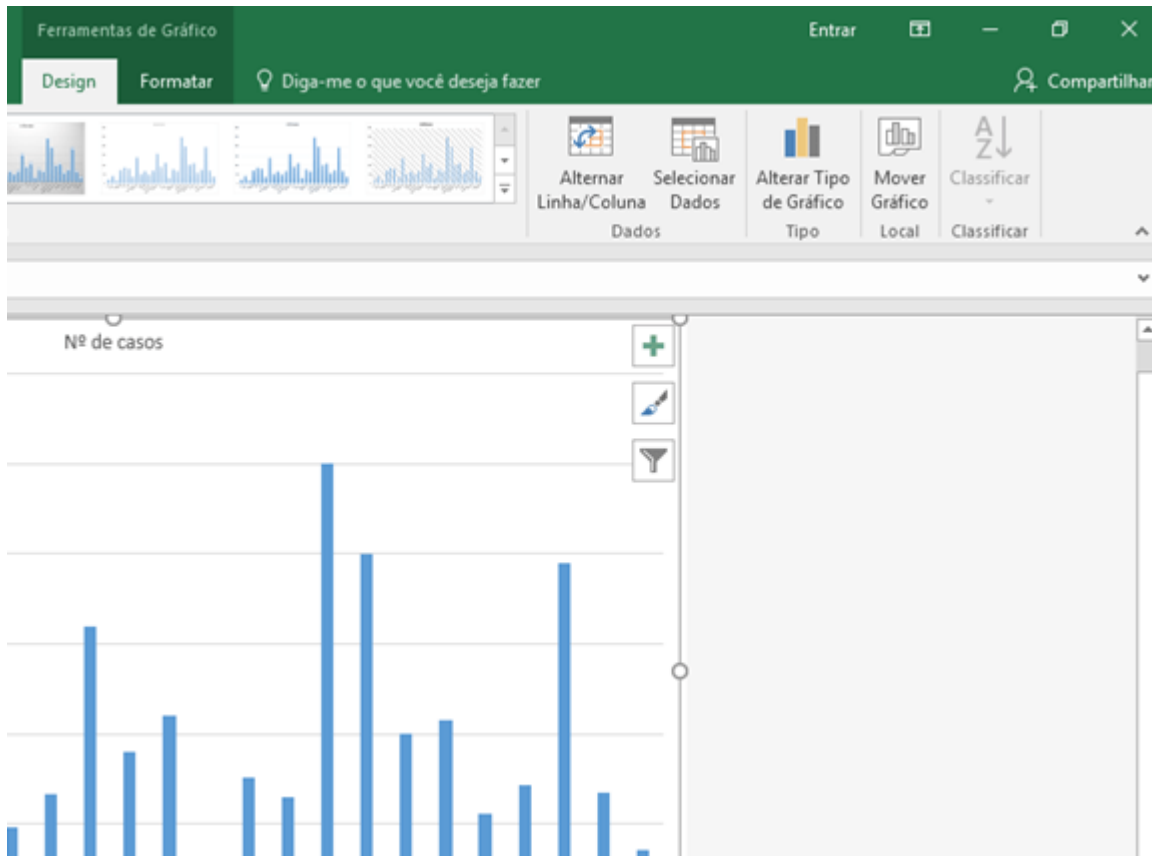 Ferramentas de Gráfico
Entrar
Design
Formatar
Diga-me o que você deseja fazer
Compartilhar
Alternar
Linha/Coluna
Selecionar
Dados
Alterar Tipo
de Gráfico
Mover
Gráfico
Classificar
Dados
Tipo
Local
Classificar
Nº de casos